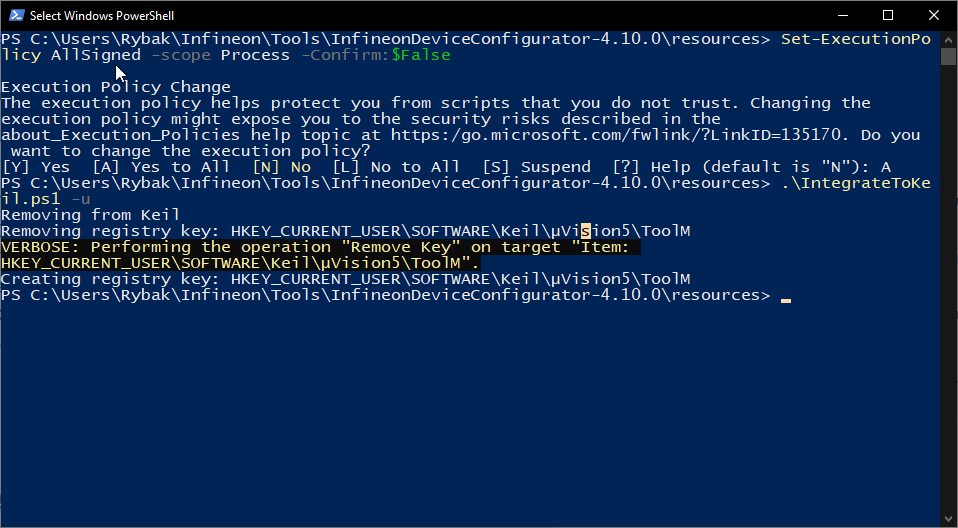 Select Windows PowerShell
PS C:\Users\Rybak\Infineon\Tools\InfineonDeviceConfigurator-4.10.0\resources> Set-ExecutionPo
licy AllSigned -scope Process -Confirm:$False
Execution Policy Change
The execution policy helps protect you from scripts that you do not trust. Changing the
execution policy might expose you to the security risks described in the
about_Execution_Policies help topic at https:/go.microsoft.com/fwlink/?LinkID=135170. Do you
 want to change the execution policy?
[Y] Yes  [A] Yes to All  [N] No  [L] No to All  [S] Suspend  [?] Help (default is "N"): A
PS C:\Users\Rybak\Infineon\Tools\InfineonDeviceConfigurator-4.10.0\resources> .\IntegrateToKe
il.ps1 -u
Removing from Keil
Removing registry key: HKEY_CURRENT_USER\SOFTWARE\Keil\µVision5\ToolM
VERBOSE: Performing the operation "Remove Key" on target "Item:
HKEY_CURRENT_USER\SOFTWARE\Keil\µVision5\ToolM".
Creating registry key: HKEY_CURRENT_USER\SOFTWARE\Keil\µVision5\ToolM
PS C:\Users\Rybak\Infineon\Tools\InfineonDeviceConfigurator-4.10.0\resources>